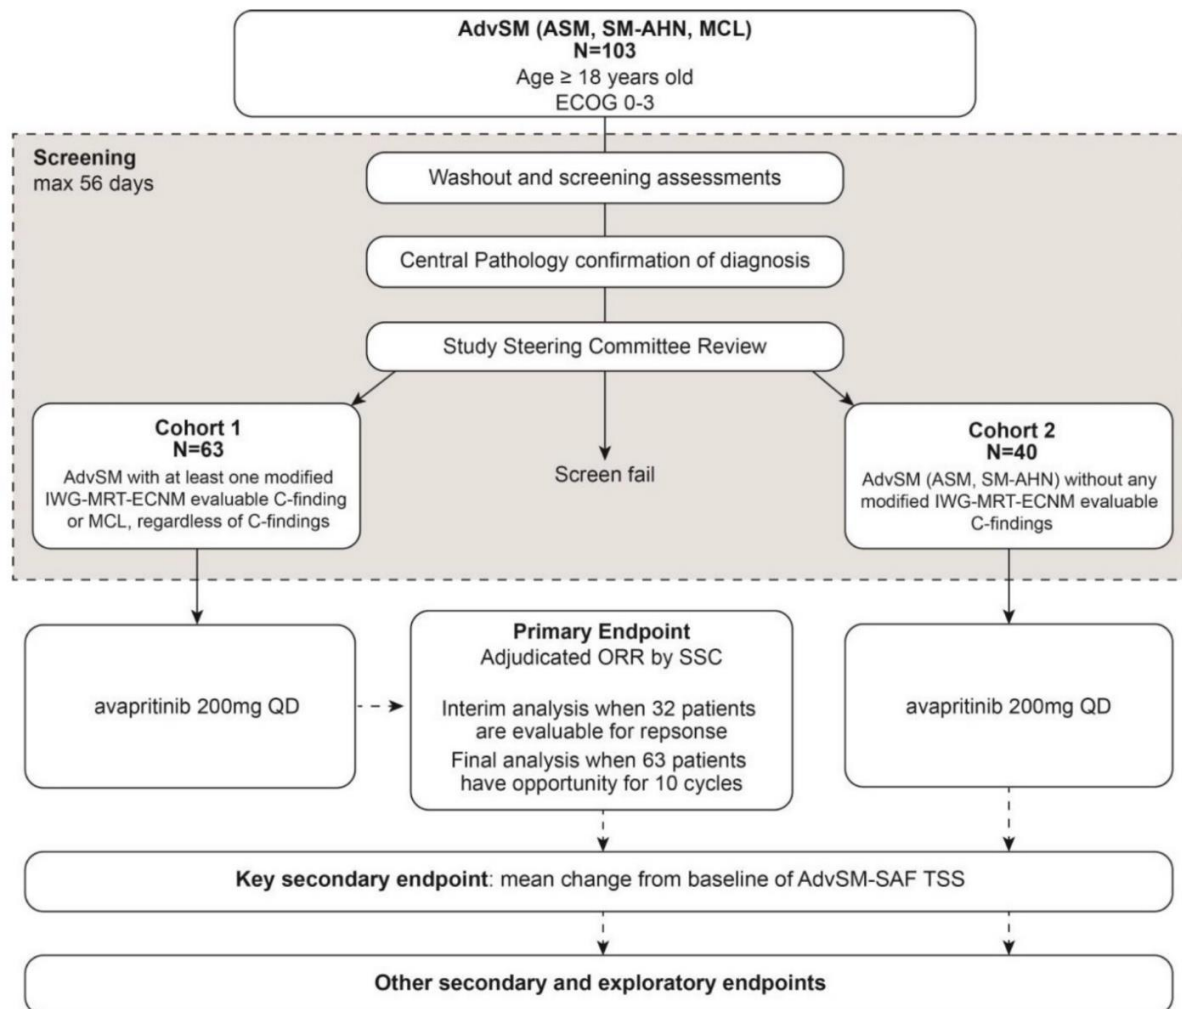 AdvSM (ASM, SM-AHN, MCL)
N=103
Age ≥ 18 years old
ECOG 0-3
Screening
max 56 days
Washout and screening assessments
Central Pathology confirmation of diagnosis
Study Steering Committee Review
Cohort 1
N=63
AdvSM with at least one modified
IWG-MRT-ECNM evaluable C-finding
or MCL, regardless of C-findings
Screen fail
Cohort 2
N=40
AdvSM (ASM, SM-AHN) without any
modified IWG-MRT-ECNM evaluable
C-findings
avapritinib 200mg QD
Primary Endpoint
Adjudicated ORR by SSC
Interim analysis when 32 patients
are evaluable for repsonse
Final analysis when 63 patients
have opportunity for 10 cycles
avapritinib 200mg QD
Key secondary endpoint: mean change from baseline of AdvSM-SAF TSS
Other secondary and exploratory endpoints